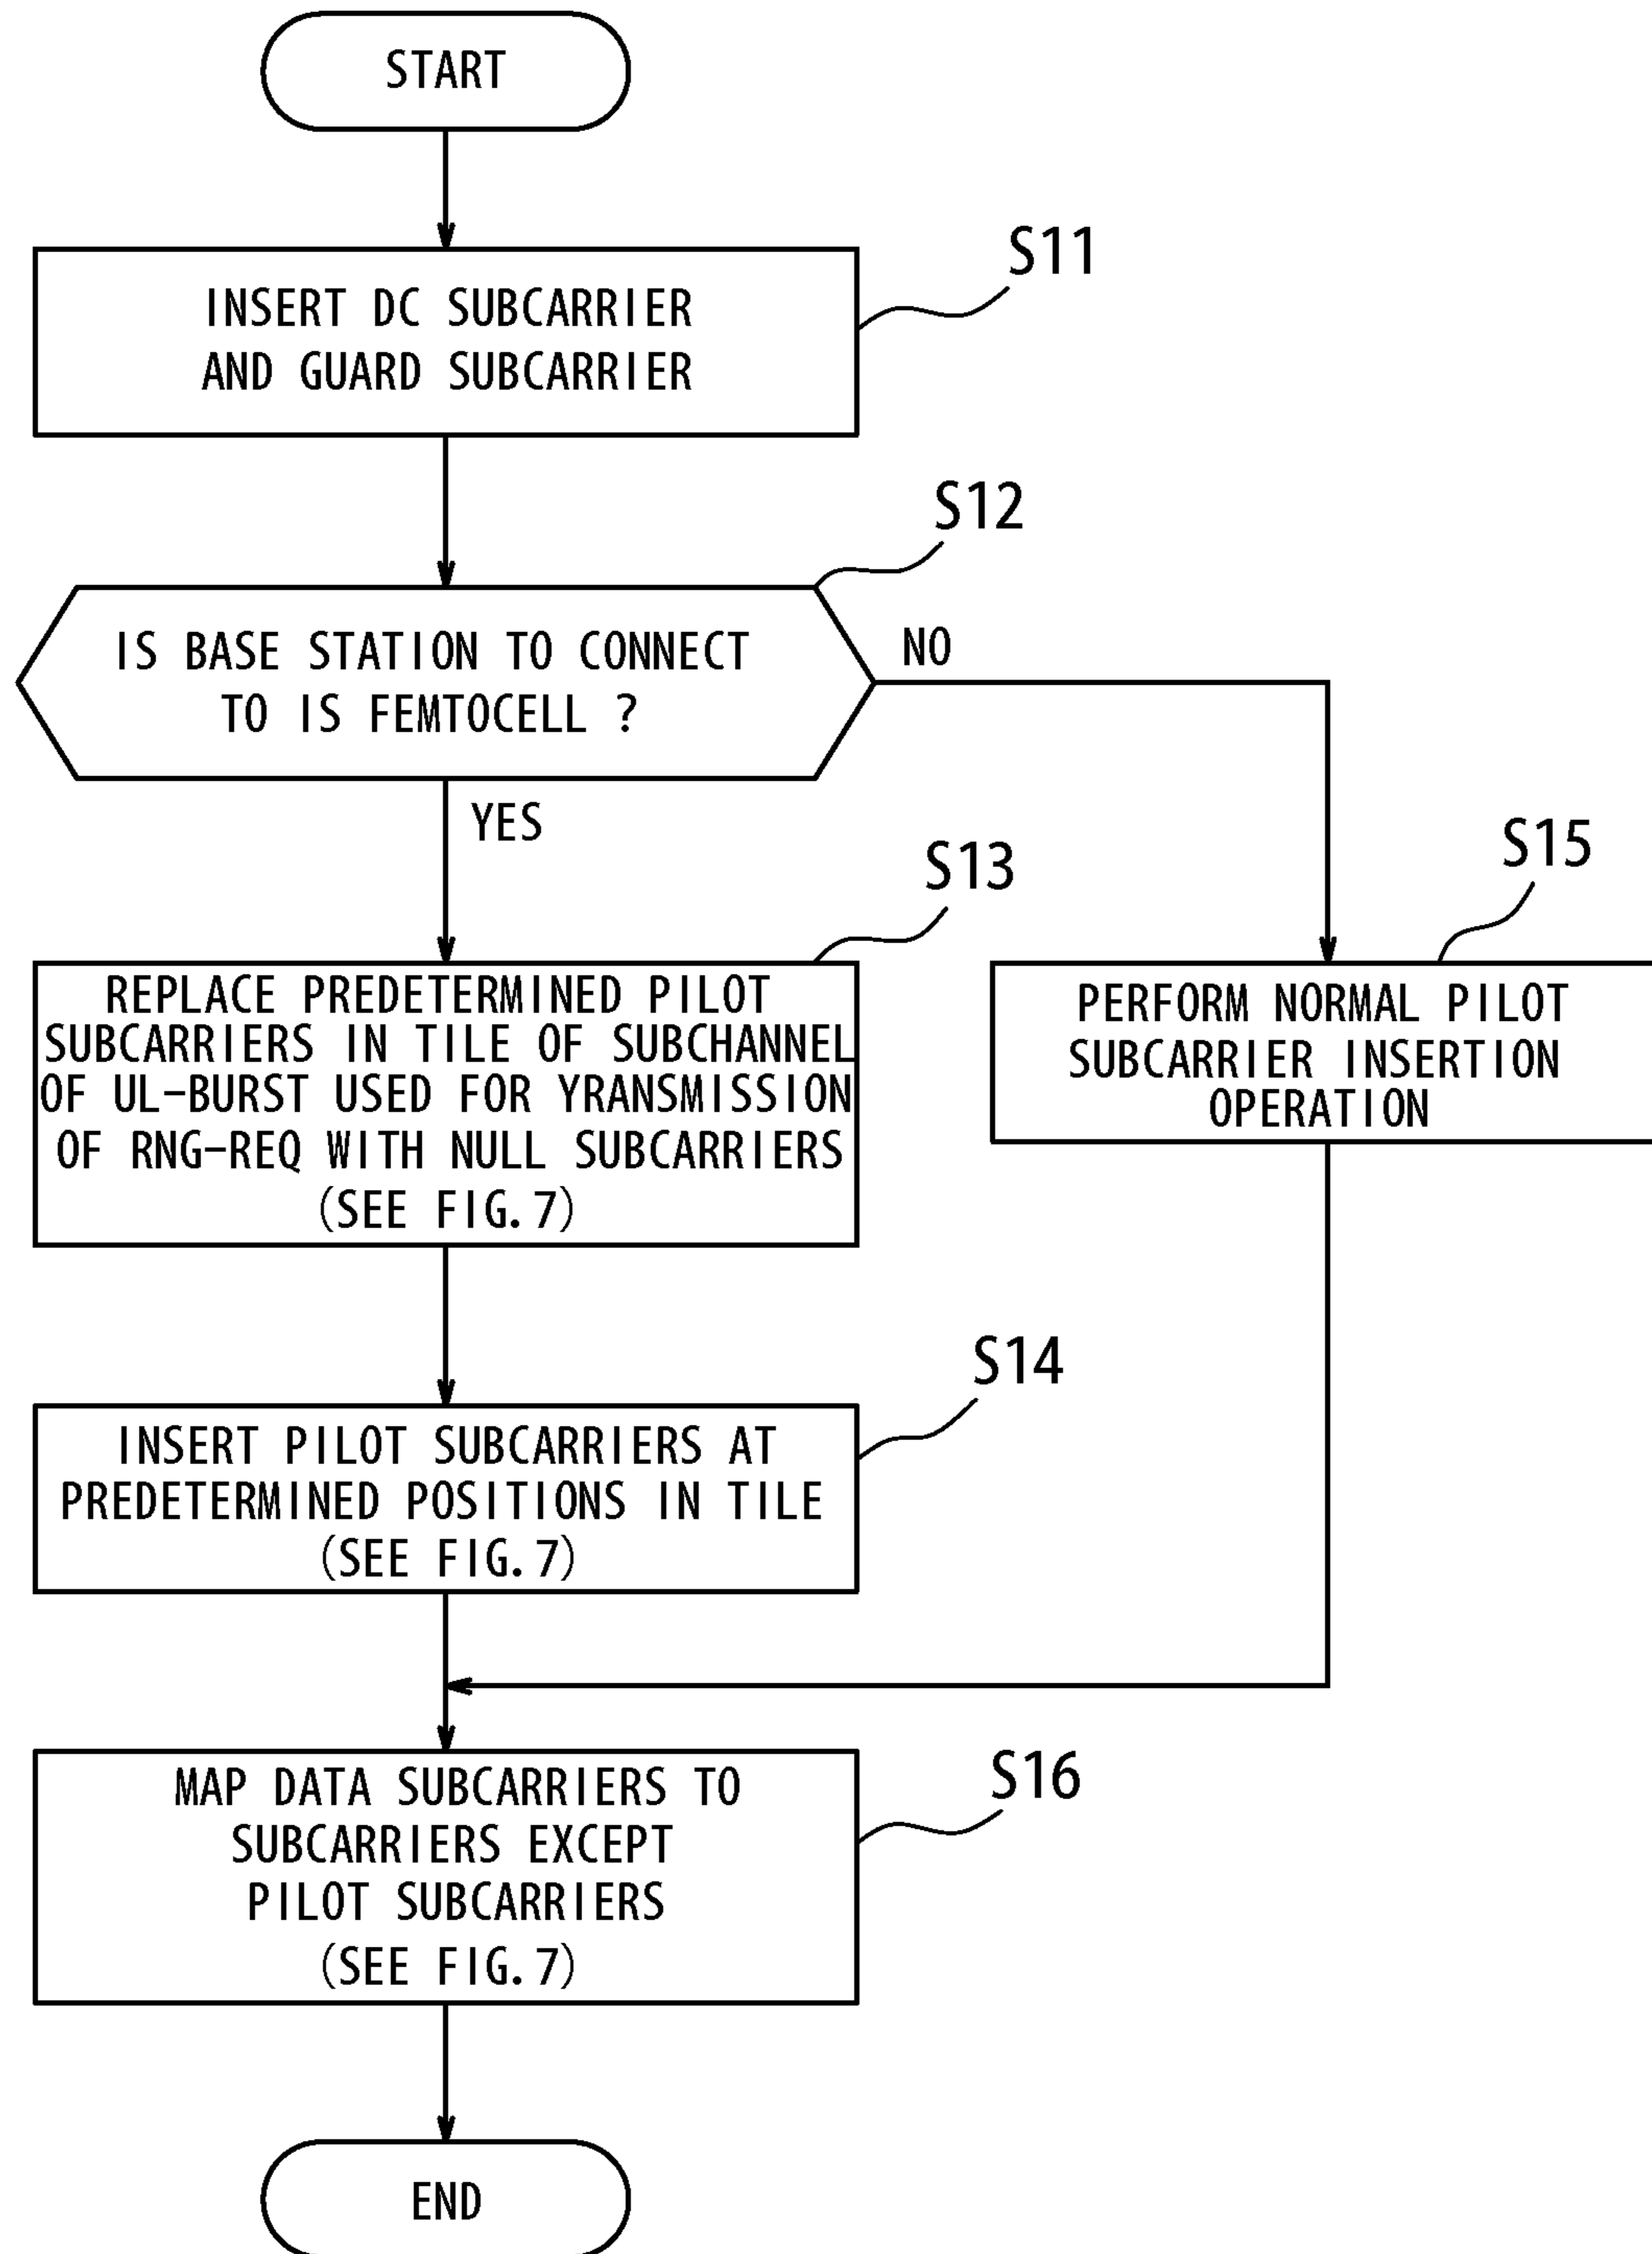 START
S11
INSERT DC SUBCARRIER
AND GUARD SUBCARRIER
S12
IS BASE STATION TO CONNECT
TO IS FEMTOCELL ?
NO
YES
S13
REPLACE PREDETERMINED PILOT
SUBCARRIERS IN TILE OF SUBCHANNEL
OF UL-BURST USED FOR YRANSMISSION
OF RNG-REQ WITH NULL SUBCARRIERS
(SEE FIG.7)
S15
PERFORM NORMAL PILOT
SUBCARRIER INSERTION
OPERATION
S14
INSERT PILOT SUBCARRIERS AT
PREDETERMINED POSITIONS IN TILE
(SEE FIG.7)
S16
MAP DATA SUBCARRIERS TO
SUBCARRIERS EXCEPT
PILOT SUBCARRIERS
(SEE FIG.7)
END